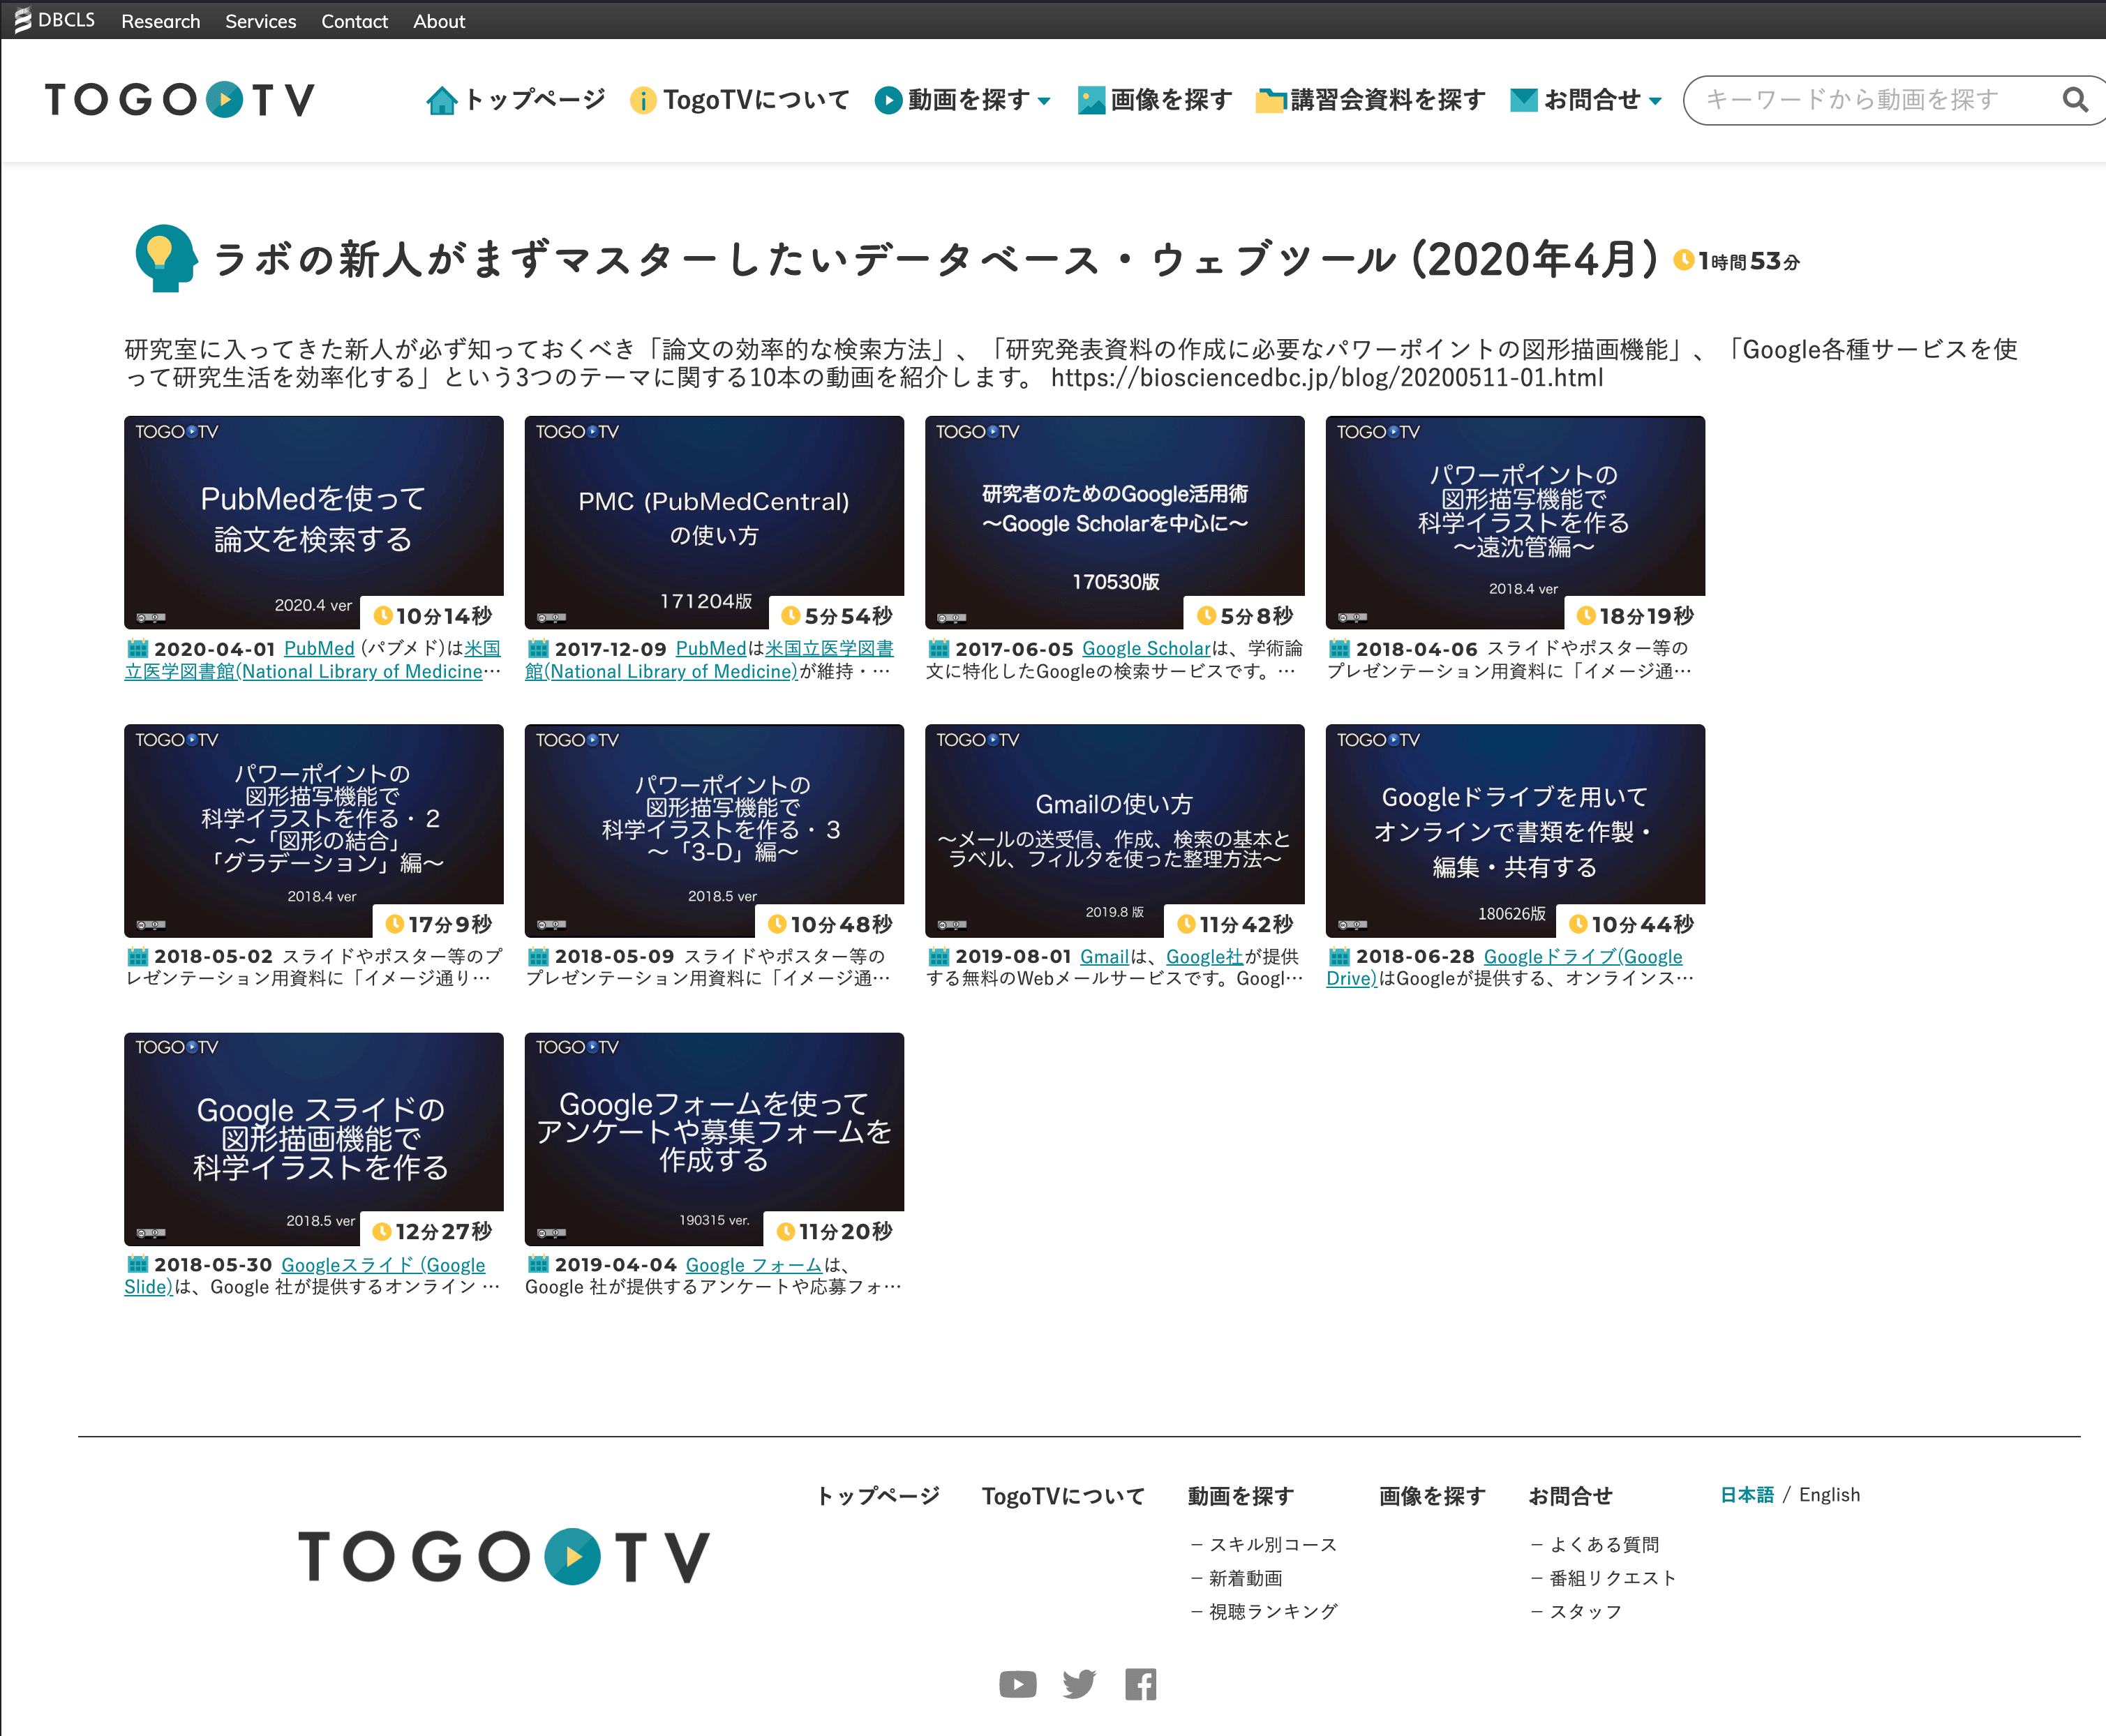 DBCLS Research Services Contact About
TOGO TV トップページ TogoTVについて 動画を探す 画像を探す 講習会資料を探す お問合せ キーワードから動画を探す
ラボの新人がまずマスターしたいデータベース・ウェブツール (2020年4月) 1時間53分
研究室に入ってきた新人が必ず知っておくべき「論文の効率的な検索方法」、「研究発表資料の作成に必要なパワーポイントの図形描画機能」、「Google各種サービスを使
って研究生活を効率化する」という3つのテーマに関する10本の動画を紹介します。 https://biosciencedbc.jp/blog/20200511-01.html
TOGO TV
PubMedを使って
論文を検索する
2020.4 ver
10分14秒
2020-04-01 PubMed (パブメド)は米国
立医学図書館(National Library of Medicine…
TOGO TV
PMC (PubMedCentral)
の使い方
171204版
5分54秒
2017-12-09 PubMedは米国立医学図書
館(National Library of Medicine)が維持・…
TOGO TV
研究者のためのGoogle活用術
〜Google Scholarを中心に〜
170530版
5分8秒
2017-06-05 Google Scholarは、学術論
文に特化したGoogleの検索サービスです。…
TOGO TV
パワーポイントの
図形描写機能で
科学イラストを作る
〜遠沈管編〜
2018.4 ver
18分19秒
2018-04-06 スライドやポスター等の
プレゼンテーション用資料に「イメージ通…
TOGO TV
パワーポイントの
図形描写機能で
科学イラストを作る・２
〜「図形の結合」
「グラデーション」編〜
2018.4 ver
17分9秒
2018-05-02 スライドやポスター等のプ
レゼンテーション用資料に「イメージ通り…
TOGO TV
パワーポイントの
図形描写機能で
科学イラストを作る・３
〜「3-D」編〜
2018.5 ver
10分48秒
2018-05-09 スライドやポスター等の
プレゼンテーション用資料に「イメージ通…
TOGO TV
Gmailの使い方
〜メールの送受信、作成、検索の基本と
ラベル、フィルタを使った整理方法〜
2019.8 版
11分42秒
2019-08-01 Gmailは、Google社が提供
する無料のWebメールサービスです。Googl…
TOGO TV
Googleドライブを用いて
オンラインで書類を作製・
編集・共有する
180626版
10分44秒
2018-06-28 Googleドライブ(Google
Drive)はGoogleが提供する、オンラインス…
TOGO TV
Google スライドの
図形描画機能で
科学イラストを作る
2018.5 ver
12分27秒
2018-05-30 Googleスライド (Google
Slide)は、Google 社が提供するオンライン …
TOGO TV
Googleフォームを使って
アンケートや募集フォームを
作成する
190315 ver.
11分20秒
2019-04-04 Google フォームは、
Google 社が提供するアンケートや応募フォ…
トップページ TogoTVについて 動画を探す 画像を探す お問合せ 日本語 / English
TOGO TV
– スキル別コース
– 新着動画
– 視聴ランキング
– よくある質問
– 番組リクエスト
– スタッフ